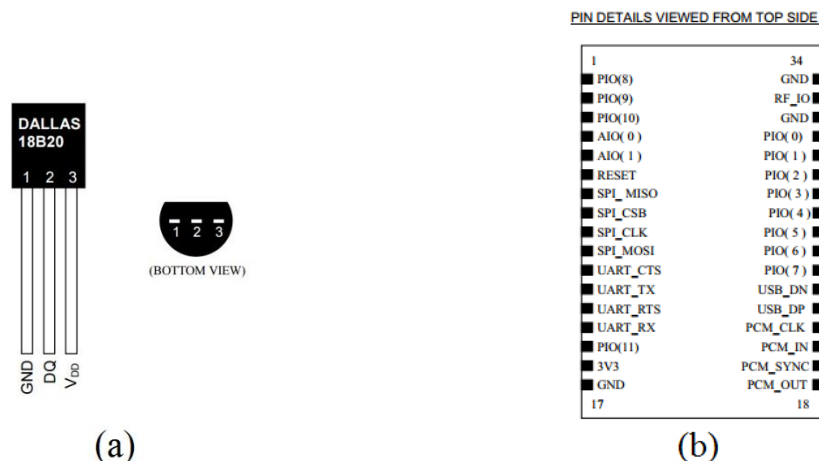 PIN DETAILS VIEWED FROM TOP SIDE
DALLAS
18B20
1 2 3
GND
DQ
VDD
1 2 3
(BOTTOM VIEW)
(a)
1 34
PIO(8) GND
PIO(9) RF_IO
PIO(10) GND
AIO( 0 ) PIO( 0)
AIO( 1 ) PIO( 1 )
RESET PIO( 2 )
SPI_ MISO PIO( 3 )
SPI_CSB PIO( 4 )
SPI_CLK PIO( 5 )
SPI_MOSI PIO( 6 )
UART_CTS PIO( 7 )
UART_TX USB_DN
UART_RTS USB_DP
UART_RX PCM_CLK
PIO(11) PCM_IN
3V3 PCM_SYNC
GND PCM_OUT
17 18
(b)